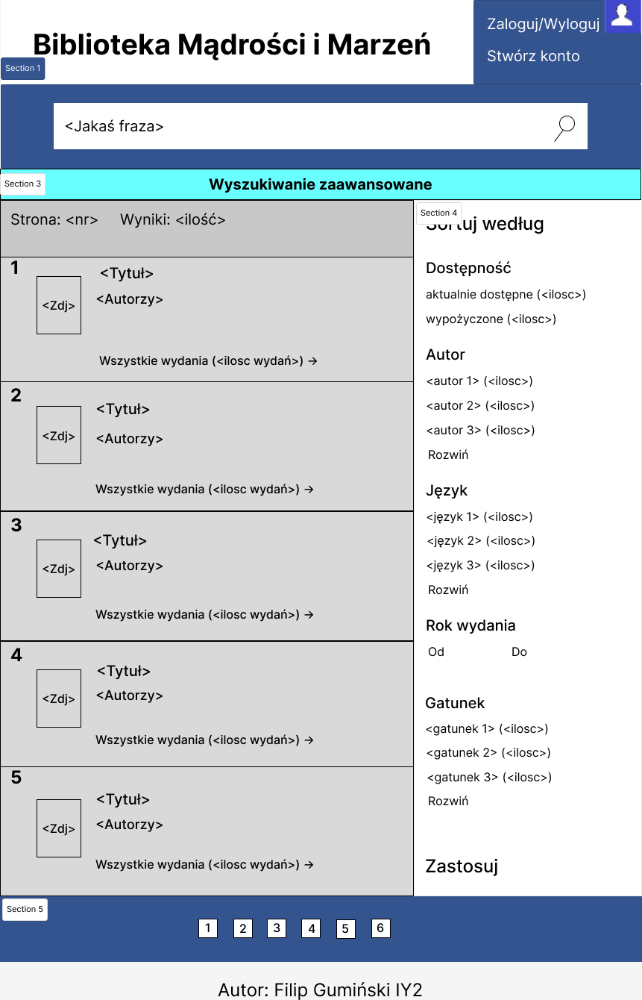 Biblioteka Mądrości i Marzeń
Zaloguj/Wyloguj
Stwórz konto
Section 1
<Jakaś fraza>
Section 3
Wyszukiwanie zaawansowane
Strona: <nr>
Wyniki: <ilość>
1
<Zdj>
<Tytuł>
<Autorzy>
Wszystkie wydania (<ilosc wydań>) →
2
<Zdj>
<Tytuł>
<Autorzy>
Wszystkie wydania (<ilosc wydań>) →
3
<Zdj>
<Tytuł>
<Autorzy>
Wszystkie wydania (<ilosc wydań>) →
4
<Zdj>
<Tytuł>
<Autorzy>
Wszystkie wydania (<ilosc wydań>) →
5
<Zdj>
<Tytuł>
<Autorzy>
Wszystkie wydania (<ilosc wydań>) →
Section 4
Sortuj według
Dostępność
aktualnie dostępne (<ilosc>)
wypożyczone (<ilosc>)
Autor
<autor 1> (<ilosc>)
<autor 2> (<ilosc>)
<autor 3> (<ilosc>)
Rozwiń
Język
<język 1> (<ilosc>)
<język 2> (<ilosc>)
<język 3> (<ilosc>)
Rozwiń
Rok wydania
Od Do
Gatunek
<gatunek 1> (<ilosc>)
<gatunek 2> (<ilosc>)
<gatunek 3> (<ilosc>)
Rozwiń
Zastosuj
Section 5
1 2 3 4 5 6
Autor: Filip Gumiński IY2